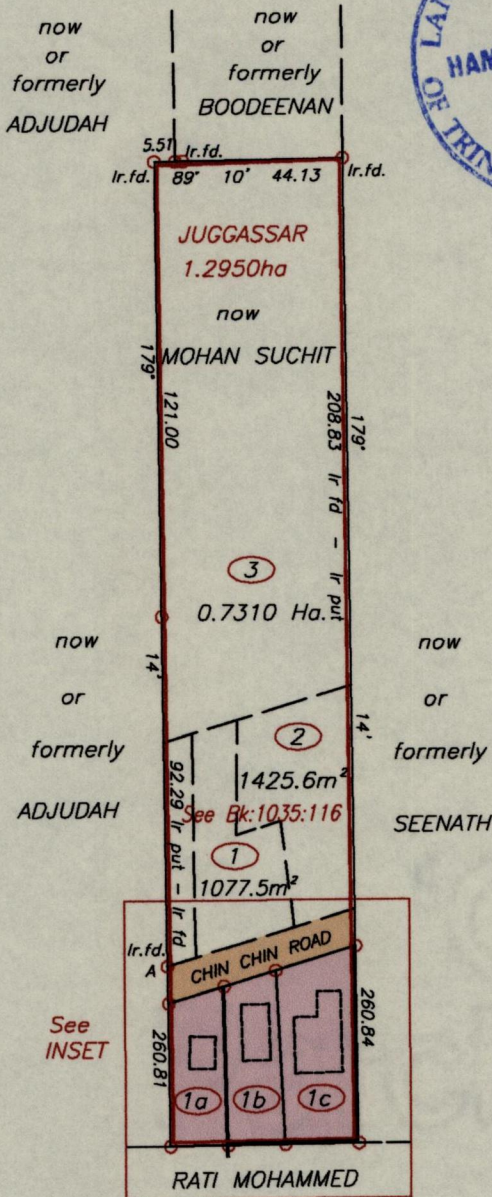 now
or
formerly
ADJUDAH
now
or
formerly
BOODEENAN
LAN
HAM
OF TRIN
5.51
Ir.fd.
Ir.fd.
89° 10' 44.13
Ir.fd.
JUGGASSAR
1.2950ha
now
MOHAN SUCHIT
179°
121.00
14'
208.83 Ir fd - Ir put
179°
14'
3
0.7310 Ha.
now
or
formerly
ADJUDAH
now
or
formerly
SEENATH
2
1425.6m²
See Bk:1035:116
1
1077.5m²
92.29 Ir put - Ir fd
Ir.fd.
A
CHIN CHIN ROAD
See
INSET
260.81
260.84
1a
1b
1c
RATI MOHAMMED